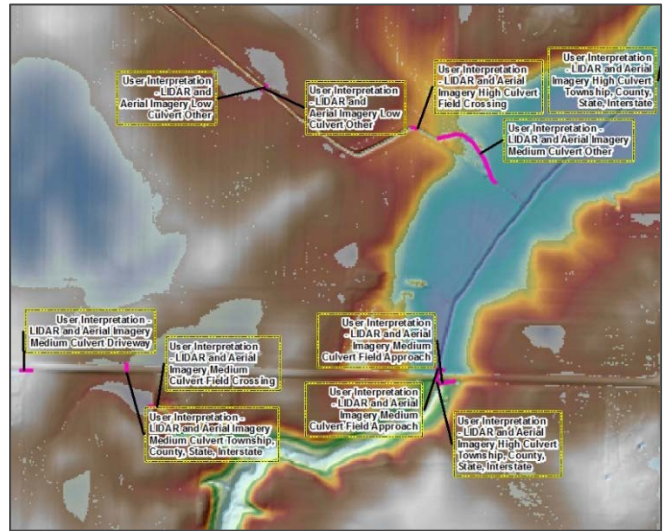 User Interpretation
- LIDAR and
Aerial Imagery Low
Culvert Other
User Interpretation
- LIDAR and
Aerial Imagery Low
Culvert Other
User Interpretation
- LIDAR and Aerial
Imagery High Culvert
Field Crossing
User Interpretation
- LIDAR and Aerial
Imagery High Culvert
Township, County,
State, Interstate
User Interpretation -
LIDAR and Aerial Imagery
Medium Culvert Other
User Interpretation -
LIDAR and Aerial Imagery
Medium Culvert Driveway
User Interpretation
- LIDAR and Aerial
Imagery Medium
Culvert Field Crossing
User Interpretation -
LIDAR and Aerial Imagery
Medium Culvert Township,
County, State, Interstate
User Interpretation
- LIDAR and Aerial
Imagery Medium
Culvert Field Approach
User Interpretation
- LIDAR and Aerial
Imagery Medium
Culvert Field Approach
User Interpretation
- LIDAR and Aerial
Imagery High Culvert
Township, County,
State, Interstate